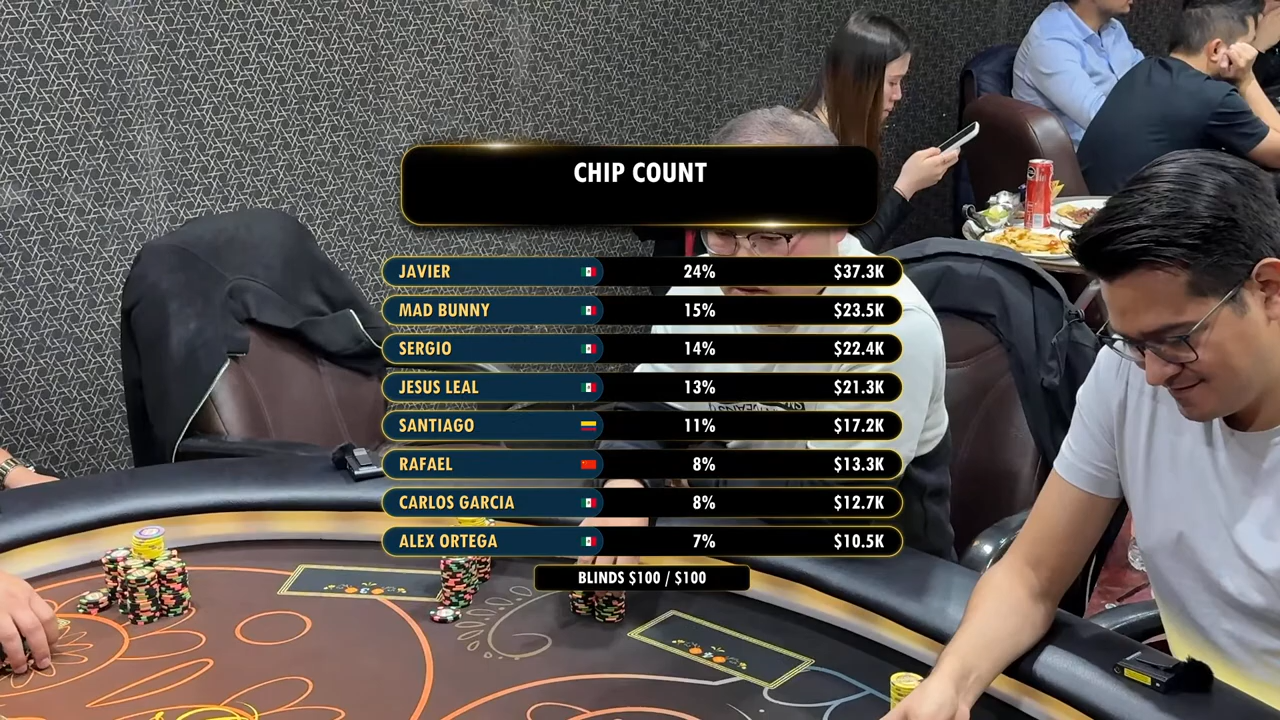 CHIP COUNT
JAVIER 24% $37.3K
MAD BUNNY 15% $23.5K
SERGIO 14% $22.4K
JESUS LEAL 13% $21.3K
SANTIAGO 11% $17.2K
RAFAEL 8% $13.3K
CARLOS GARCIA 8% $12.7K
ALEX ORTEGA 7% $10.5K
BLINDS $100 / $100